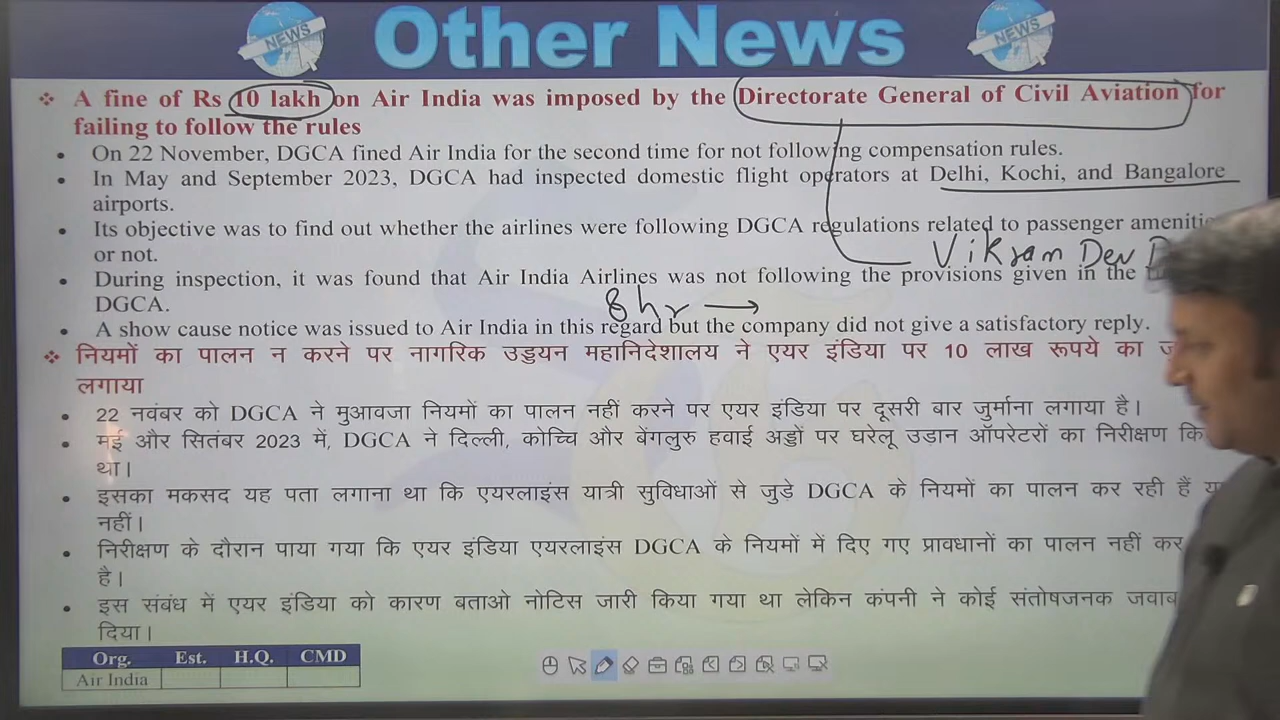 NEWS Other News NEWS
❖ A fine of Rs 10 lakh on Air India was imposed by the Directorate General of Civil Aviation for
failing to follow the rules
• On 22 November, DGCA fined Air India for the second time for not following compensation rules.
• In May and September 2023, DGCA had inspected domestic flight operators at Delhi, Kochi, and Bangalore
airports.
• Its objective was to find out whether the airlines were following DGCA regulations related to passenger
or not.
Vikram Dev
• During inspection, it was found that Air India Airlines was not following the provisions given in the
DGCA.
8 hr →
• A show cause notice was issued to Air India in this regard but the company did not give a satisfactory reply.
❖ नियमों का पालन न करने पर नागरिक उड्डयन महानिदेशालय ने एयर इंडिया पर 10 लाख रूपये का
लगाया
• 22 नवंबर को DGCA ने मुआवजा नियमों का पालन नहीं करने पर एयर इंडिया पर दूसरी बार जुर्माना लगाया है।
• मई और सितंबर 2023 में, DGCA ने दिल्ली, कोच्चि और बेंगलुरु हवाई अड्डों पर घरेलू उड़ान ऑपरेटरों का निरीक्षण
था।
• इसका मकसद यह पता लगाना था कि एयरलाइंस यात्री सुविधाओं से जुड़े DGCA के नियमों का पालन कर रही हैं
नहीं।
• निरीक्षण के दौरान पाया गया कि एयर इंडिया एयरलाइंस DGCA के नियमों में दिए गए प्रावधानों का पालन नहीं कर
है।
• इस संबंध में एयर इंडिया को कारण बताओ नोटिस जारी किया गया था लेकिन कंपनी ने कोई संतोषजनक जवाब
दिया।
Org. Est. H.Q. CMD
Air India